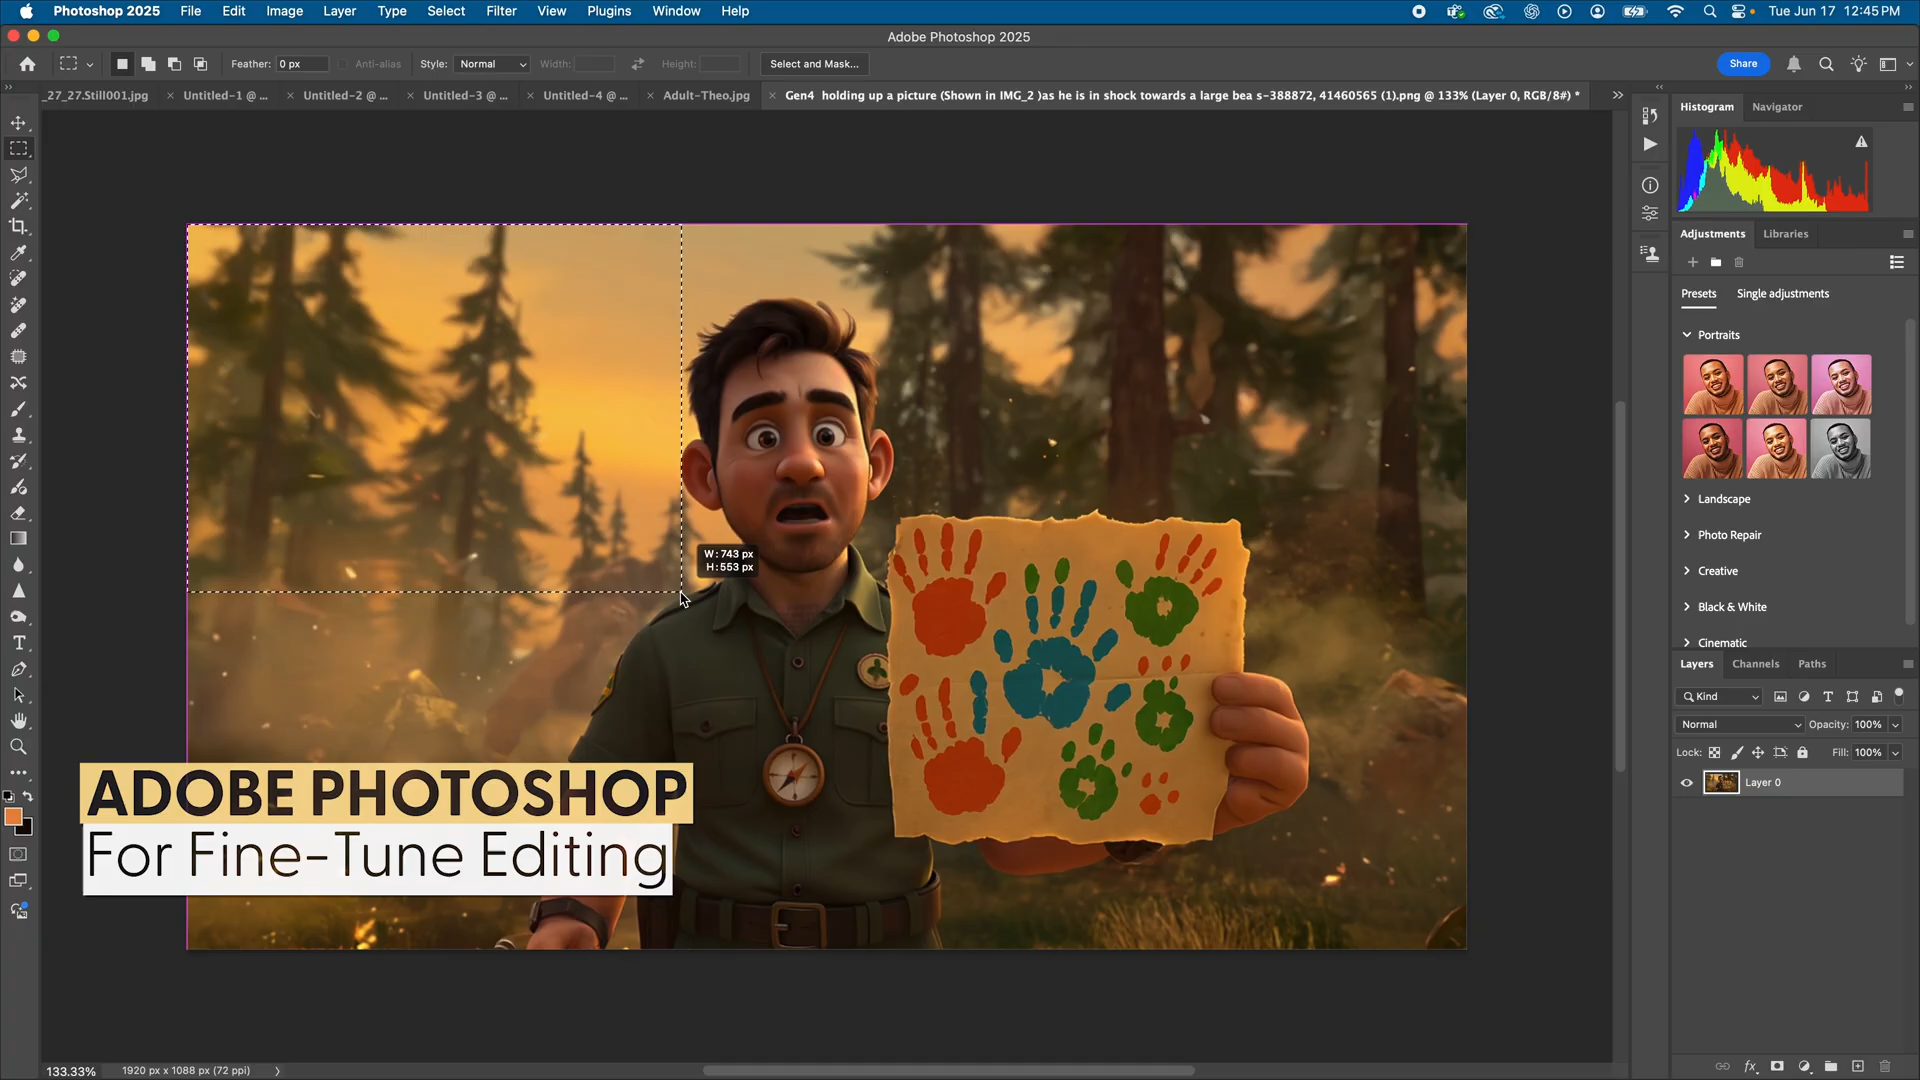 Photoshop 2025 File Edit Image Layer Type Select Filter View Plugins Window Help Tue Jun 17 12:45 PM
Adobe Photoshop 2025
Feather: 0 px Anti-alias Style: Normal Width: Height: Select and Mask... Share
_27_27.Still001.jpg Untitled-1 @ ... Untitled-2 @ ... Untitled-3 @ ... Untitled-4 @ ... Adult-Theo.jpg Gen4 holding up a picture (Shown in IMG_2 )as he is in shock towards a large bea s-388872, 41460565 (1).png @ 133% (Layer 0, RGB/8#) *
Histogram Navigator
Adjustments Libraries
Presets Single adjustments
Portraits
Landscape
Photo Repair
Creative
Black & White
Cinematic
W: 743 px
H: 553 px
Layers Channels Paths
Kind
Normal Opacity: 100%
Lock: Fill: 100%
Layer 0
ADOBE PHOTOSHOP
For Fine-Tune Editing
133.33% 1920 px x 1088 px (72 ppi)